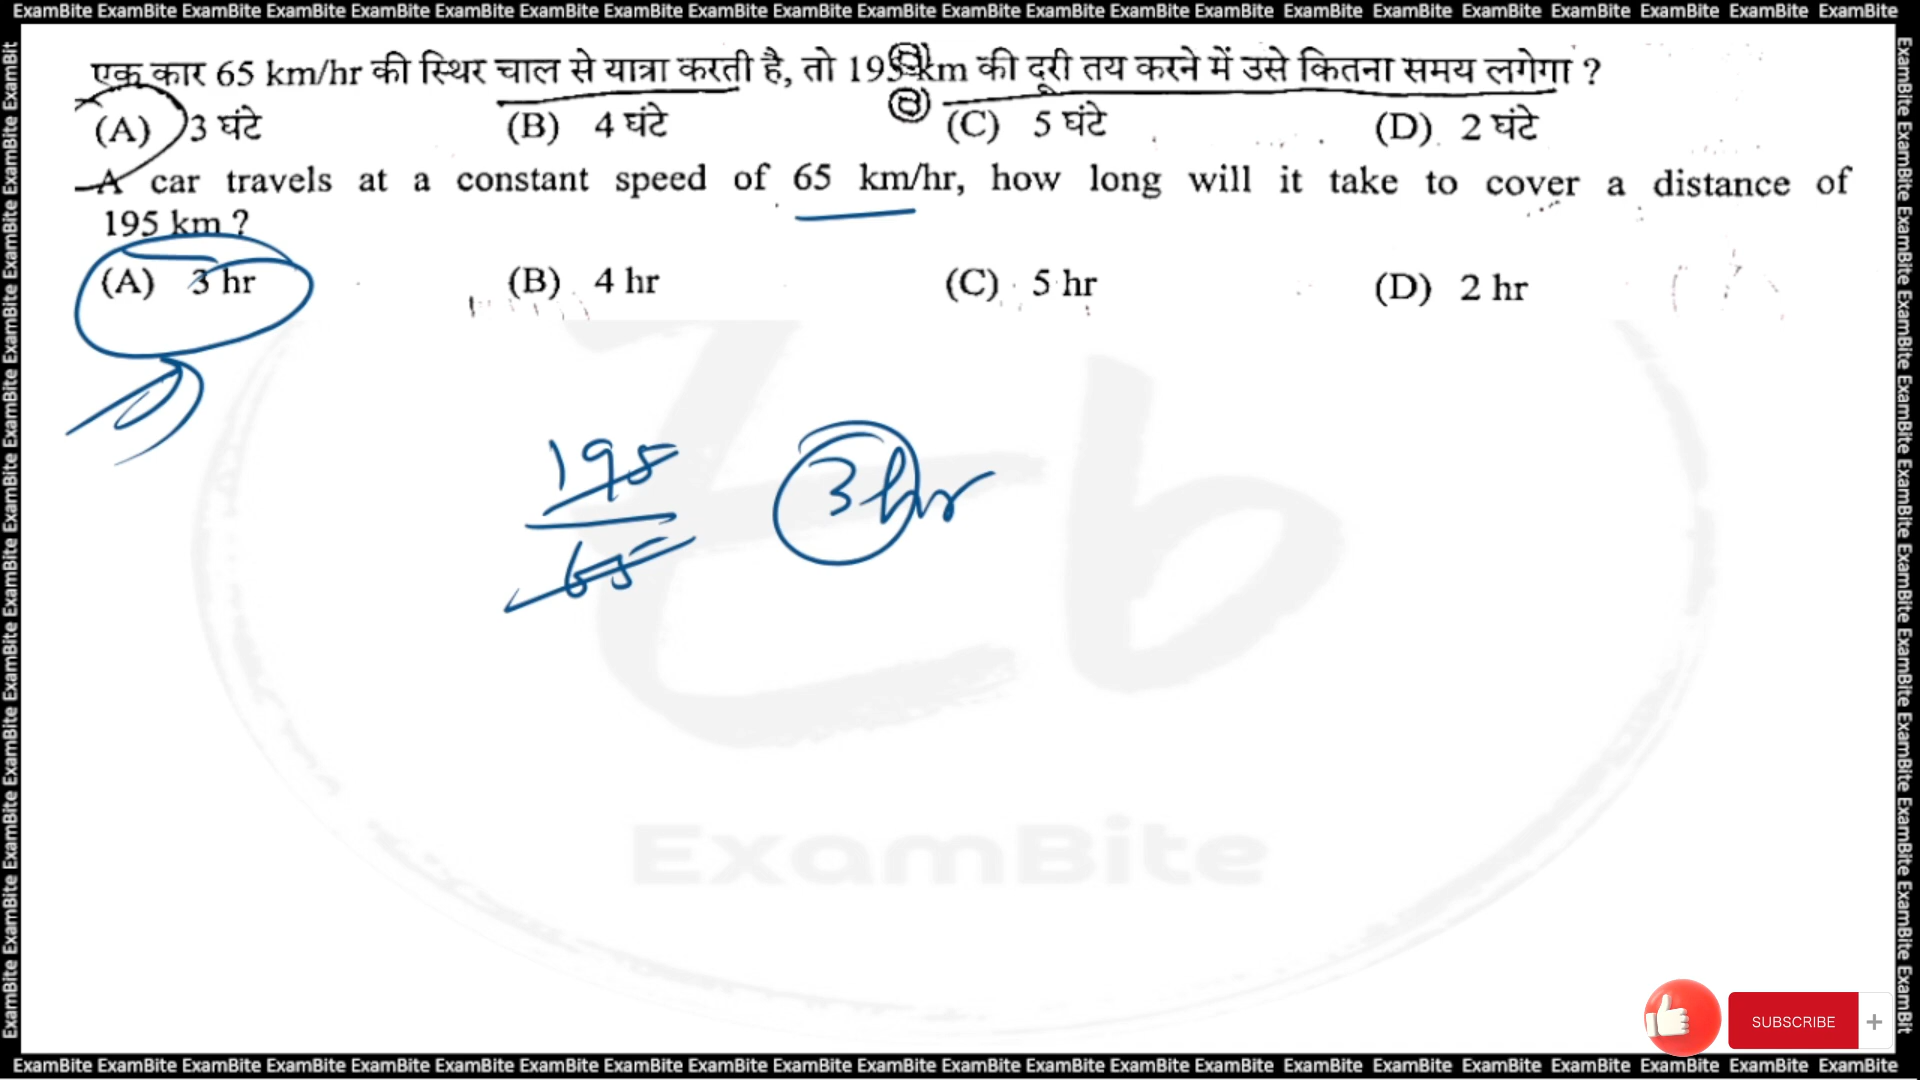 ExamBite ExamBite ExamBite ExamBite ExamBite ExamBite ExamBite ExamBite ExamBite ExamBite ExamBite ExamBite ExamBite ExamBite ExamBite ExamBite ExamBite ExamBite ExamBite ExamBite ExamBite
एक कार 65 km/hr की स्थिर चाल से यात्रा करती है, तो 195 km की दूरी तय करने में उसे कितना समय लगेगा ?
(A) 3 घंटे (B) 4 घंटे (C) 5 घंटे (D) 2 घंटे
A car travels at a constant speed of 65 km/hr, how long will it take to cover a distance of
195 km ?
(A) 3 hr (B) 4 hr (C) 5 hr (D) 2 hr
195
65
3 hr
Eb
ExamBite
SUBSCRIBE +
ExamBite ExamBite ExamBite ExamBite ExamBite ExamBite ExamBite ExamBite ExamBite ExamBite ExamBite ExamBite ExamBite ExamBite ExamBite ExamBite ExamBite ExamBite ExamBite ExamBite ExamBite